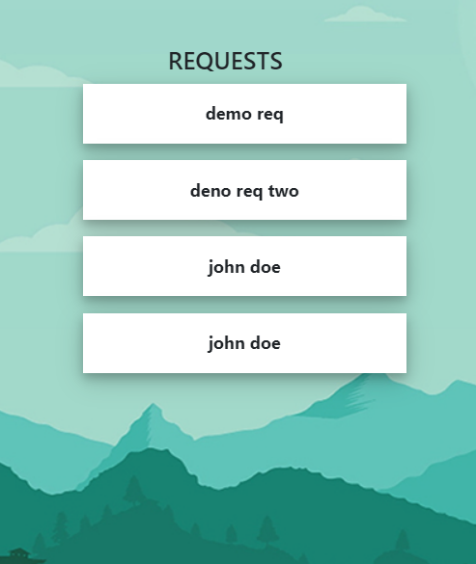 REQUESTS
demo req
deno req two
john doe
john doe